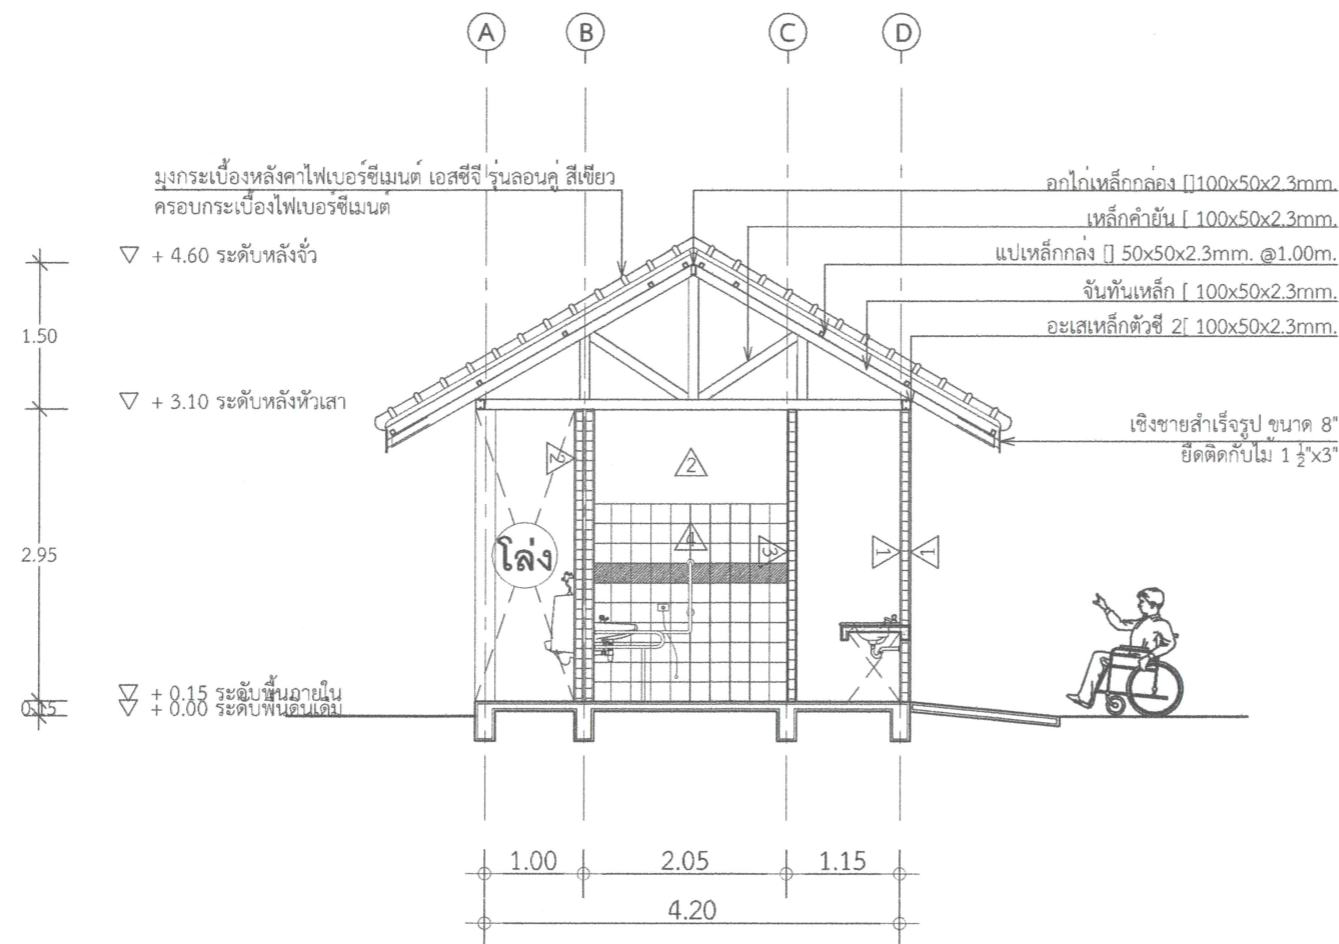 A B C D
มุงกระเบื้องหลังคาไฟเบอร์ซีเมนต์ เอสซีจี รุ่นลอนคู่ สีเขียว
ครอบกระเบื้องไฟเบอร์ซีเมนต์
อกไก่เหล็กกล่อง []100x50x2.3mm.
เหล็กค้ำยัน [ 100x50x2.3mm.
แปเหล็กกล่ง [] 50x50x2.3mm. @1.00m.
จันทันเหล็ก [ 100x50x2.3mm.
อะเสเหล็กตัวซี 2[ 100x50x2.3mm.
+ 4.60 ระดับหลังจั่ว
1.50
+ 3.10 ระดับหลังหัวเสา
เชิงชายสำเร็จรูป ขนาด 8"
ยึดติดกับไม้ 1 ½"x3"
2
2
2.95
โล่ง
4
3
1
1
+ 0.15 ระดับพื้นภายใน
0.15
+ 0.00 ระดับพื้นดินเดิม
1.00 2.05 1.15
4.20